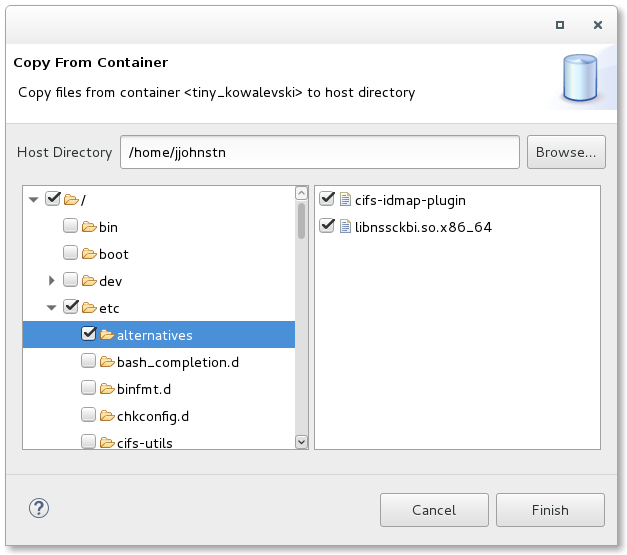 Copy From Container
Copy files from container <tiny_kowalevski> to host directory
Host Directory /home/jjohnstn Browse...
/
bin
boot
dev
etc
alternatives
bash_completion.d
binfmt.d
chkconfig.d
cifs-utils
cifs-idmap-plugin
libnssckbi.so.x86_64
? Cancel Finish